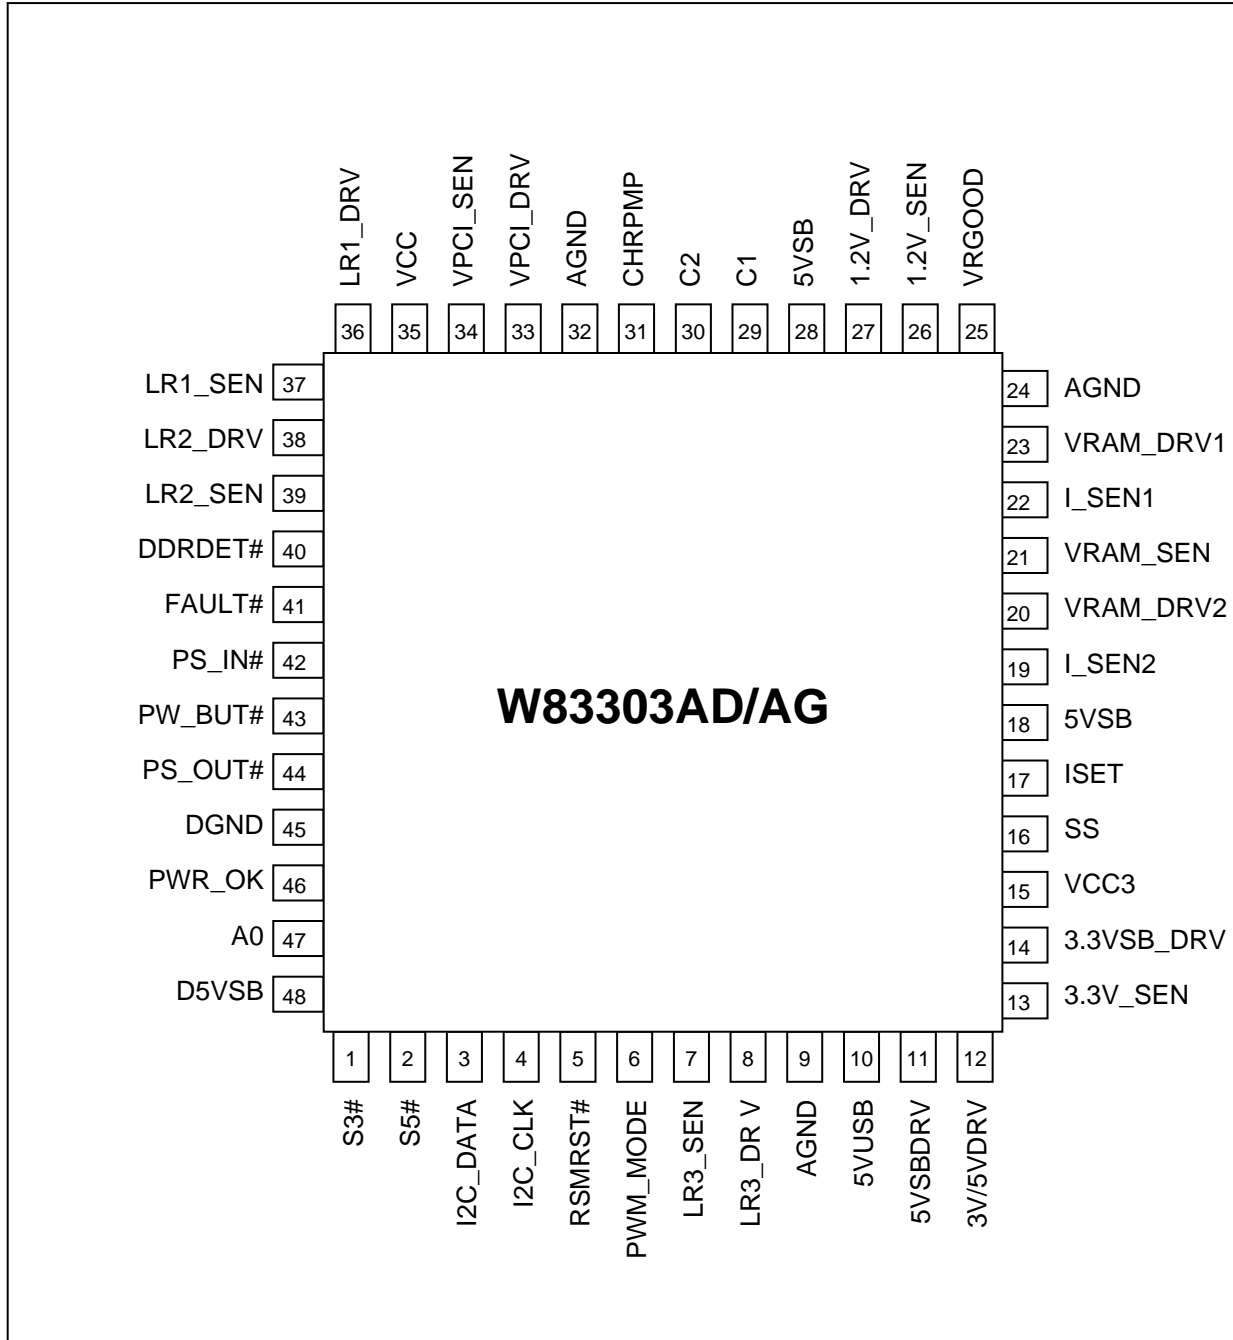 LR1_DRV
VCC
VPCI_SEN
VPCI_DRV
AGND
CHRPMP
C2
C1
5VSB
1.2V_DRV
1.2V_SEN
VRGOOD
36
35
34
33
32
31
30
29
28
27
26
25
LR1_SEN 37
LR2_DRV 38
LR2_SEN 39
DDRDET# 40
FAULT# 41
PS_IN# 42
PW_BUT# 43
PS_OUT# 44
DGND 45
PWR_OK 46
A0 47
D5VSB 48
W83303AD/AG
24 AGND
23 VRAM_DRV1
22 I_SEN1
21 VRAM_SEN
20 VRAM_DRV2
19 I_SEN2
18 5VSB
17 ISET
16 SS
15 VCC3
14 3.3VSB_DRV
13 3.3V_SEN
1
2
3
4
5
6
7
8
9
10
11
12
S3#
S5#
I2C_DATA
I2C_CLK
RSMRST#
PWM_MODE
LR3_SEN
LR3_DR V
AGND
5VUSB
5VSBDRV
3V/5VDRV